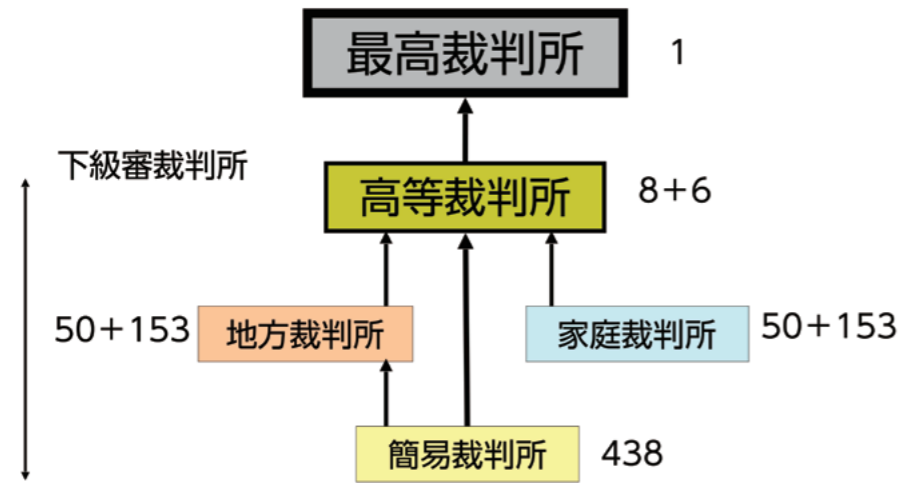 最高裁判所 1
下級審裁判所
高等裁判所 8+6
50+153 地方裁判所
家庭裁判所 50+153
簡易裁判所 438